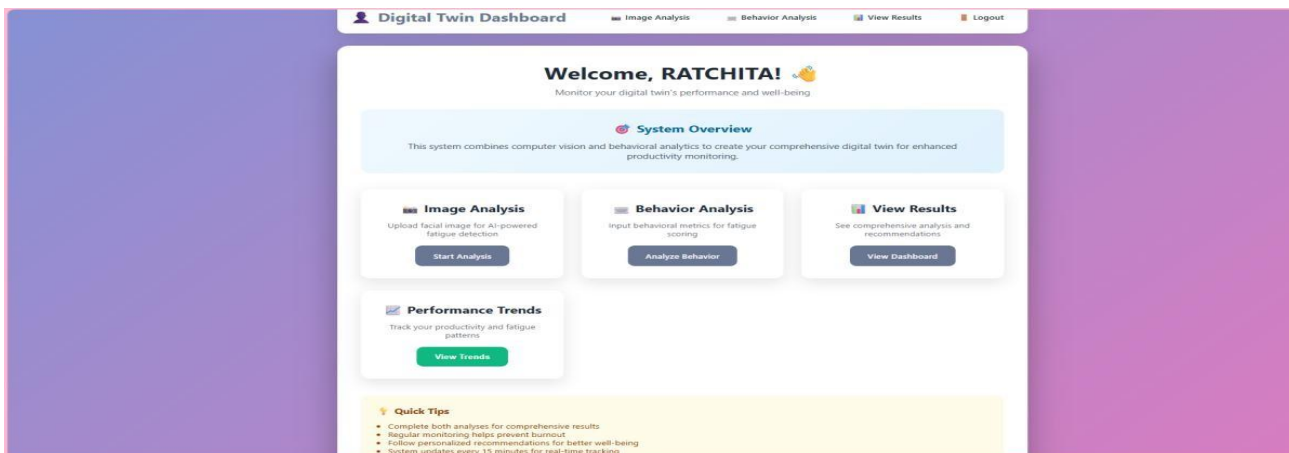 Digital Twin Dashboard
Image Analysis
Behavior Analysis
View Results
Logout
Welcome, RATCHITA!
Monitor your digital twin's performance and well-being
System Overview
This system combines computer vision and behavioral analytics to create your comprehensive digital twin for enhanced
productivity monitoring.
Image Analysis
Upload facial image for AI-powered
fatigue detection
Start Analysis
Behavior Analysis
Input behavioral metrics for fatigue
scoring
Analyze Behavior
View Results
See comprehensive analysis and
recommendations
View Dashboard
Performance Trends
Track your productivity and fatigue
patterns
View Trends
Quick Tips
• Complete both analyses for comprehensive results
• Regular monitoring helps prevent burnout
• Follow personalized recommendations for better well-being
• System updates every 15 minutes for real-time tracking